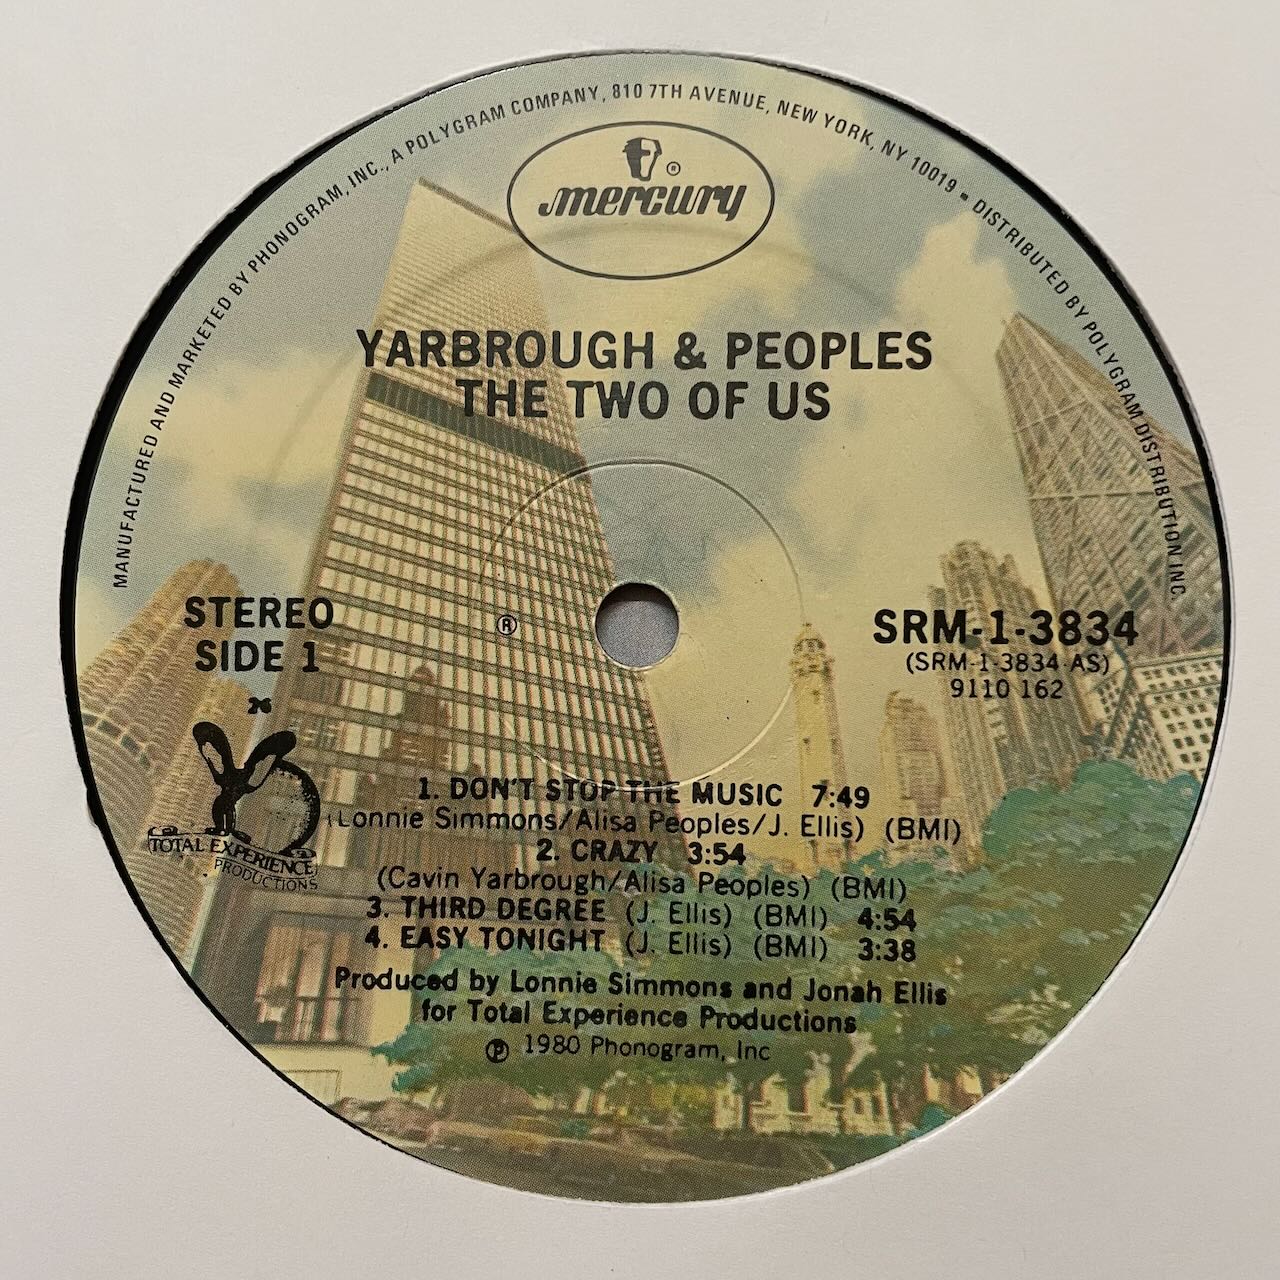 MANUFACTURED AND MARKETED BY PHONOGRAM, INC., A POLYGRAM COMPANY, 810 7TH AVENUE, NEW YORK, NY 10019 ▪ DISTRIBUTED BY POLYGRAM DISTRIBUTION INC.
®
mercury
YARBROUGH & PEOPLES
THE TWO OF US
®
STEREO
SIDE 1
26
SRM-1-3834
(SRM-1-3834 AS)
9110 162
TOTAL EXPERIENCE
PRODUCTIONS
1. DON'T STOP THE MUSIC 7:49
(Lonnie Simmons/Alisa Peoples/J. Ellis) (BMI)
2. CRAZY 3:54
(Cavin Yarbrough/Alisa Peoples) (BMI)
3. THIRD DEGREE (J. Ellis) (BMI) 4:54
4. EASY TONIGHT (J. Ellis) (BMI) 3:38
Produced by Lonnie Simmons and Jonah Ellis
for Total Experience Productions
℗ 1980 Phonogram, Inc